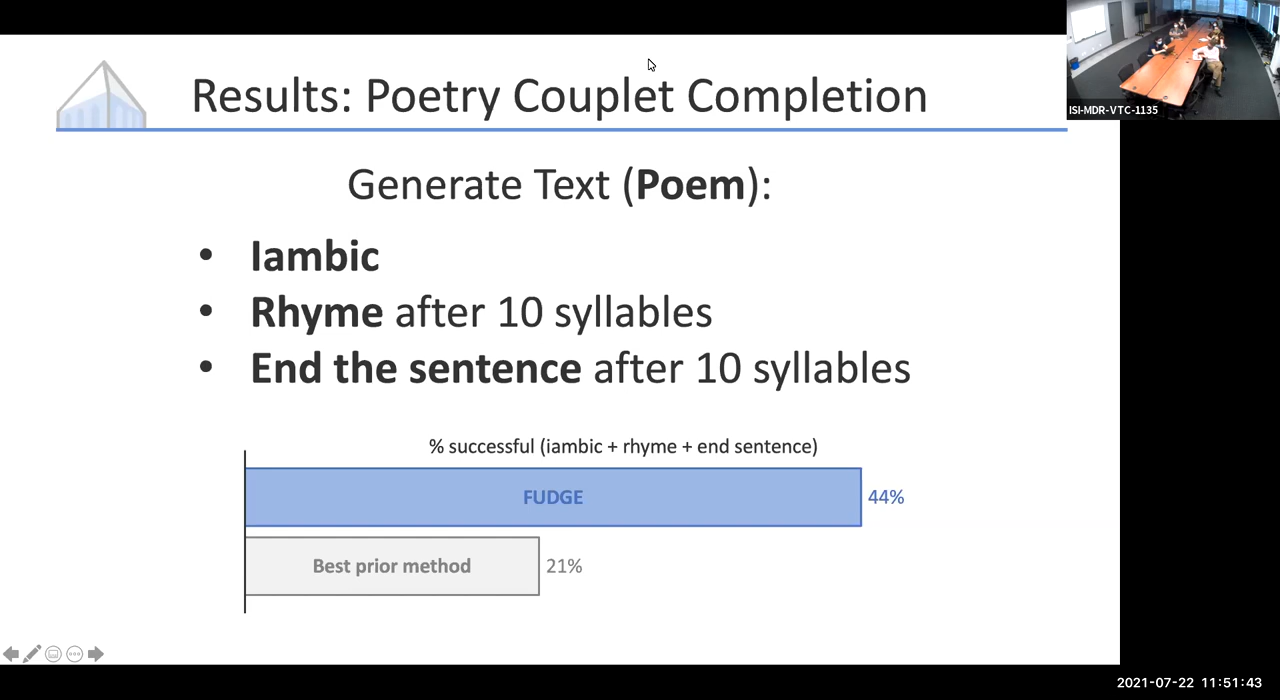 Results: Poetry Couplet Completion
ISI-MDR-VTC-1135
Generate Text (Poem):
• Iambic
• Rhyme after 10 syllables
• End the sentence after 10 syllables
% successful (iambic + rhyme + end sentence)
FUDGE 44%
Best prior method 21%
2021-07-22 11:51:43